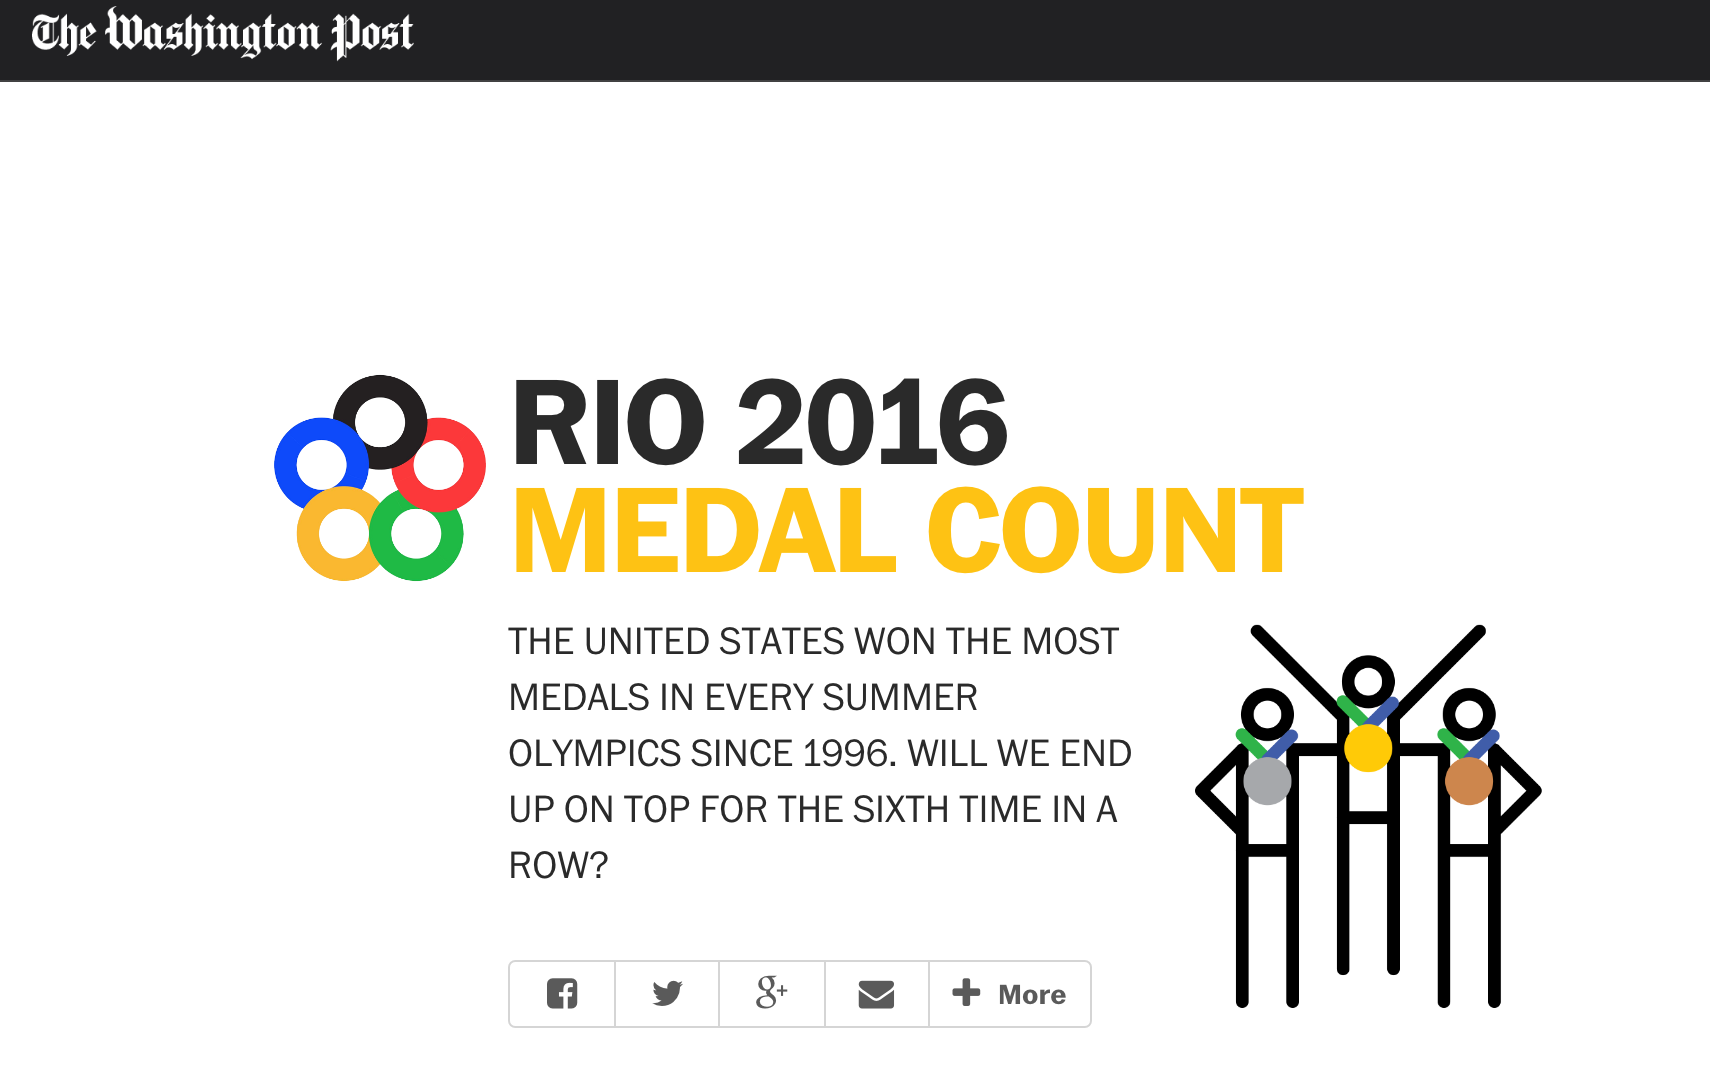 The Washington Post
RIO 2016
MEDAL COUNT
THE UNITED STATES WON THE MOST
MEDALS IN EVERY SUMMER
OLYMPICS SINCE 1996. WILL WE END
UP ON TOP FOR THE SIXTH TIME IN A
ROW?
g+ More